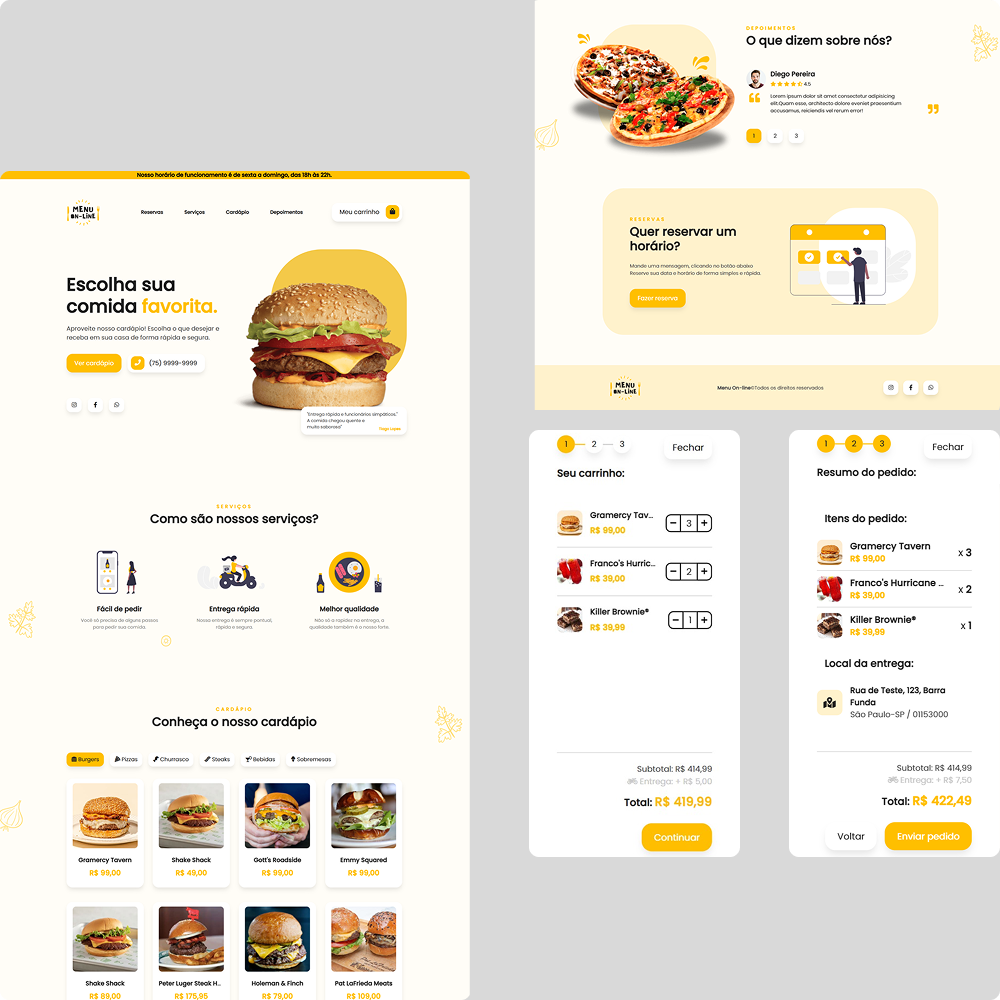 Nosso horário de funcionamento é de sexta a domingo, das 18h às 22h.
MENU
ON-LINE
Reservas
Serviços
Cardápio
Depoimentos
Meu carrinho
Escolha sua
comida favorita.
Aproveite nosso cardápio! Escolha o que desejar e
receba em sua casa de forma rápida e segura.
Ver cardápio
(75) 9999-9999
"Entrega rápida e funcionários simpáticos."
A comida chegou quente e
muito saborosa"
Tiago Lopes
SERVIÇOS
Como são nossos serviços?
Fácil de pedir
Você só precisa de alguns passos
para pedir sua comida.
Entrega rápida
Nossa entrega é sempre pontual,
rápida e segura.
Melhor qualidade
Não só a rapidez na entrega, a
qualidade também é o nosso forte.
CARDÁPIO
Conheça o nosso cardápio
Burgers
Pizzas
Churrasco
Steaks
Bebidas
Sobremesas
Gramercy Tavern
R$ 99,00
Shake Shack
R$ 49,00
Gott's Roadside
R$ 99,00
Emmy Squared
R$ 99,00
Shake Shack
R$ 89,00
Peter Luger Steak H...
R$ 175,95
Holeman & Finch
R$ 79,00
Pat LaFrieda Meats
R$ 109,00
DEPOIMENTOS
O que dizem sobre nós?
Diego Pereira
4.5
Lorem ipsum dolor sit amet consectetur adipisicing
elit.Quam esse, architecto dolore eveniet praesentium
accusamus, reiciendis vel rerum error!
1
2
3
RESERVAS
Quer reservar um
horário?
Mande uma mensagem, clicando no botão abaixo
Reserve sua data e horário de forma simples e rápida.
Fazer reserva
MENU
ON-LINE
Menu On-line©Todos os direitos reservados
1
2
3
Fechar
Seu carrinho:
Gramercy Tav...
R$ 99,00
− 3 +
Franco's Hurric...
R$ 39,00
− 2 +
Killer Brownie®
R$ 39,99
− 1 +
Subtotal: R$ 414,99
Entrega: + R$ 5,00
Total: R$ 419,99
Continuar
1
2
3
Fechar
Resumo do pedido:
Itens do pedido:
Gramercy Tavern
R$ 99,00
x 3
Franco's Hurricane ...
R$ 39,00
x 2
Killer Brownie®
R$ 39,99
x 1
Local da entrega:
Rua de Teste, 123, Barra
Funda
São Paulo-SP / 01153000
Subtotal: R$ 414,99
Entrega: + R$ 7,50
Total: R$ 422,49
Voltar
Enviar pedido